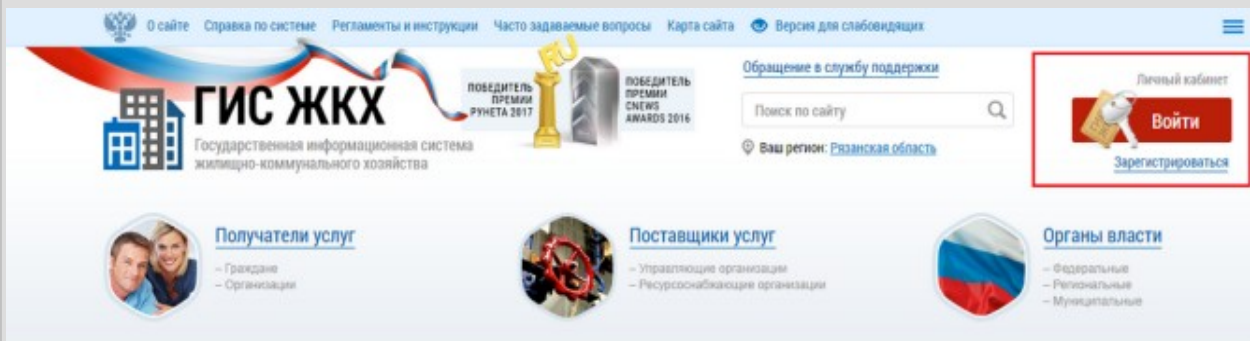 О сайте Справка по системе Регламенты и инструкции Часто задаваемые вопросы Карта сайта Версия для слабовидящих
ГИС ЖКХ
Государственная информационная система
жилищно-коммунального хозяйства
ПОБЕДИТЕЛЬ
ПРЕМИИ
РУНЕТА 2017
RU
ПОБЕДИТЕЛЬ
ПРЕМИИ
CNEWS
AWARDS 2016
Обращение в службу поддержки
Поиск по сайту
Ваш регион: Рязанская область
Личный кабинет
Войти
Зарегистрироваться
Получатели услуг
– Граждане
– Организации
Поставщики услуг
– Управляющие организации
– Ресурсоснабжающие организации
Органы власти
– Федеральные
– Региональные
– Муниципальные